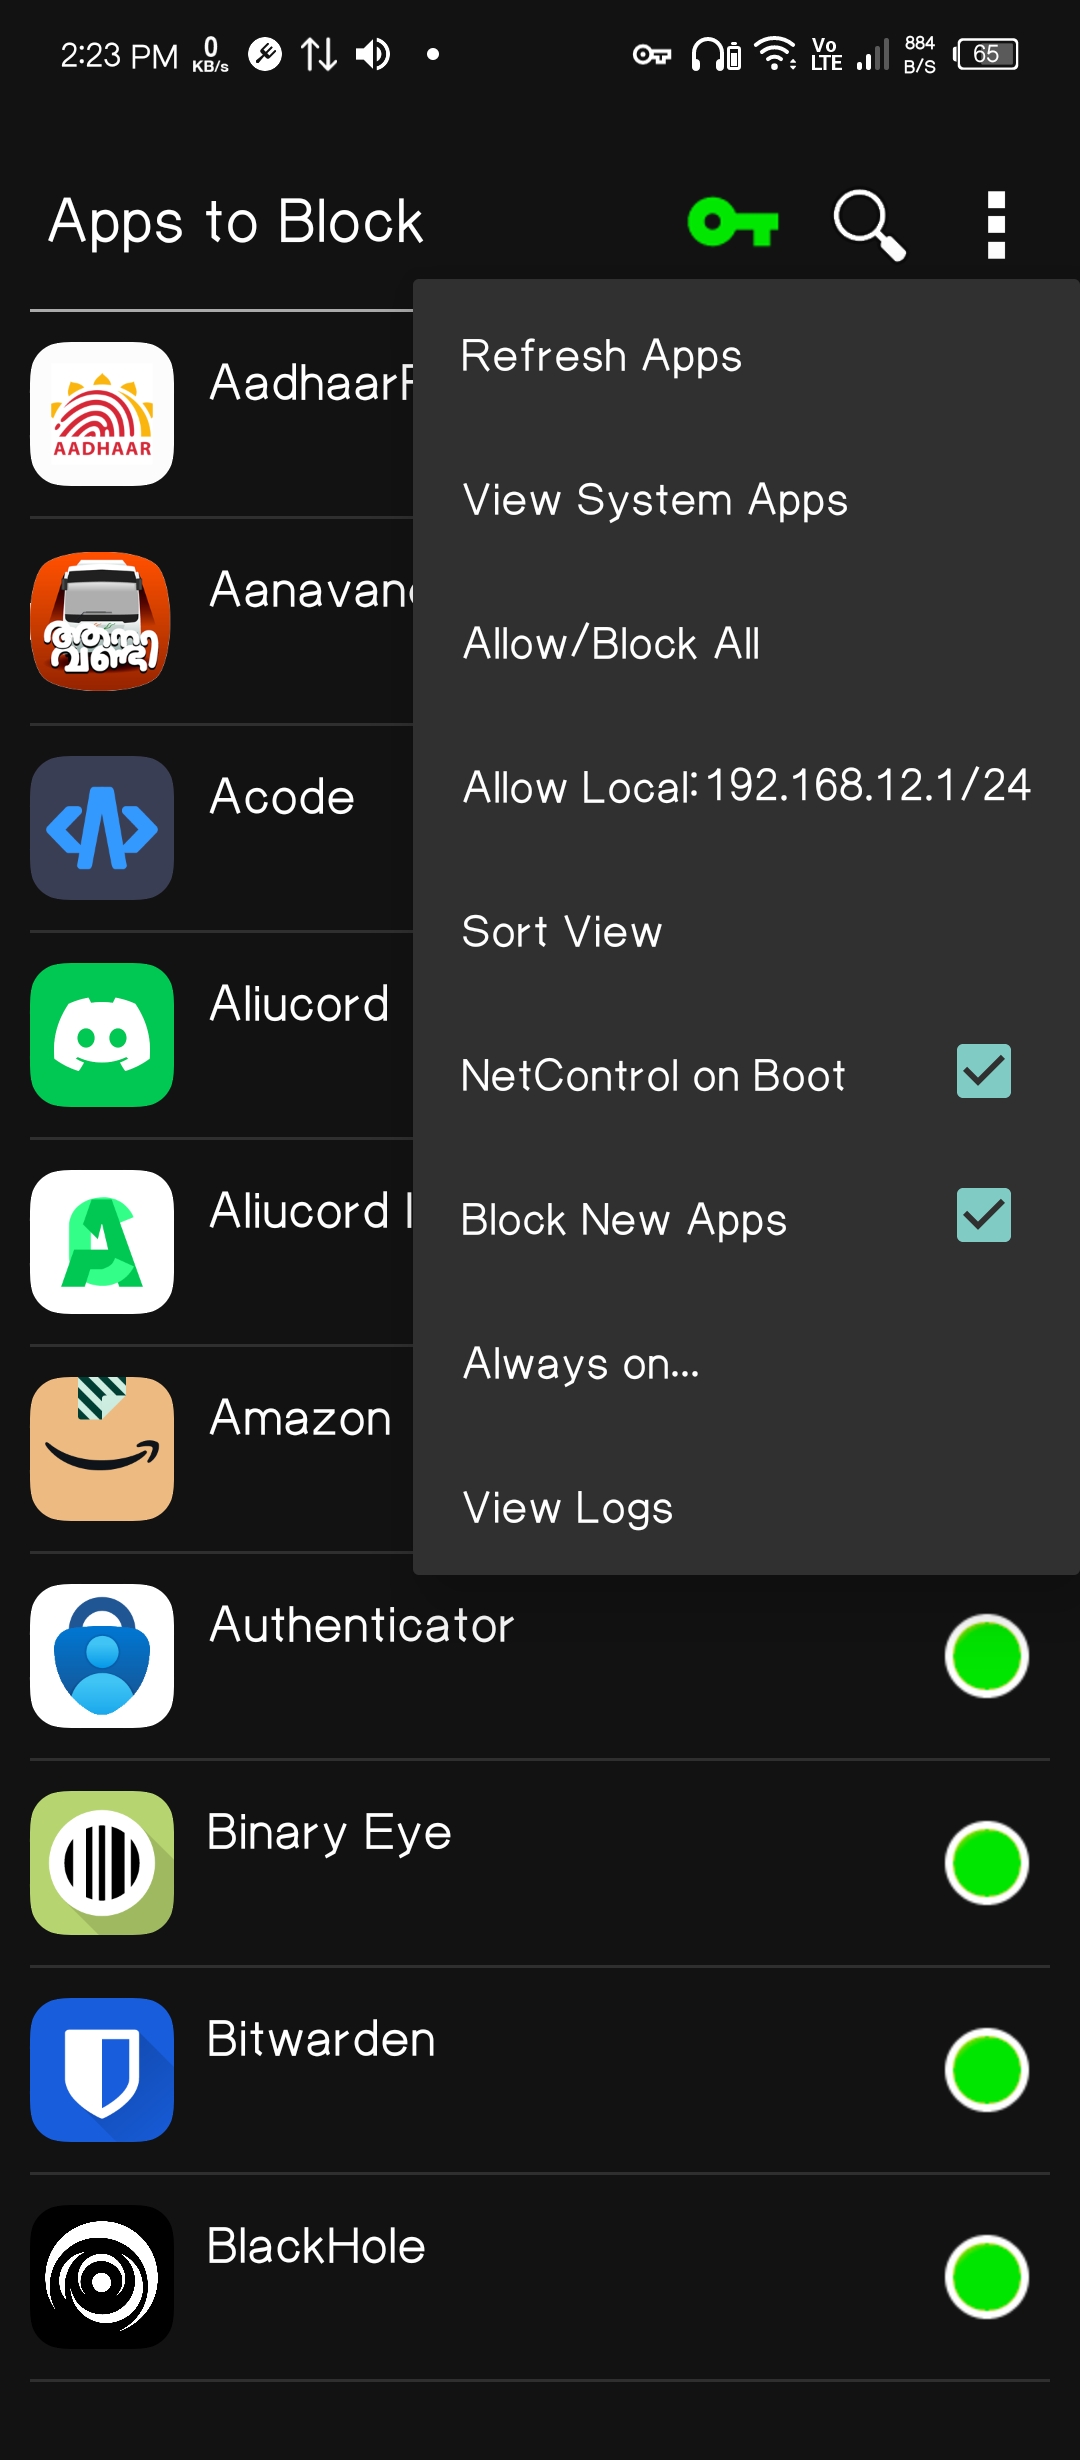 2:23 PM 0 KB/s Vo LTE 884 B/S 65
Apps to Block
Refresh Apps
View System Apps
Allow/Block All
Allow Local:192.168.12.1/24
Sort View
NetControl on Boot
Block New Apps
Always on...
View Logs
AADHAAR
ആന വണ്ടി
Acode
Aliucord
Aliucord
Amazon
Authenticator
Binary Eye
Bitwarden
BlackHole